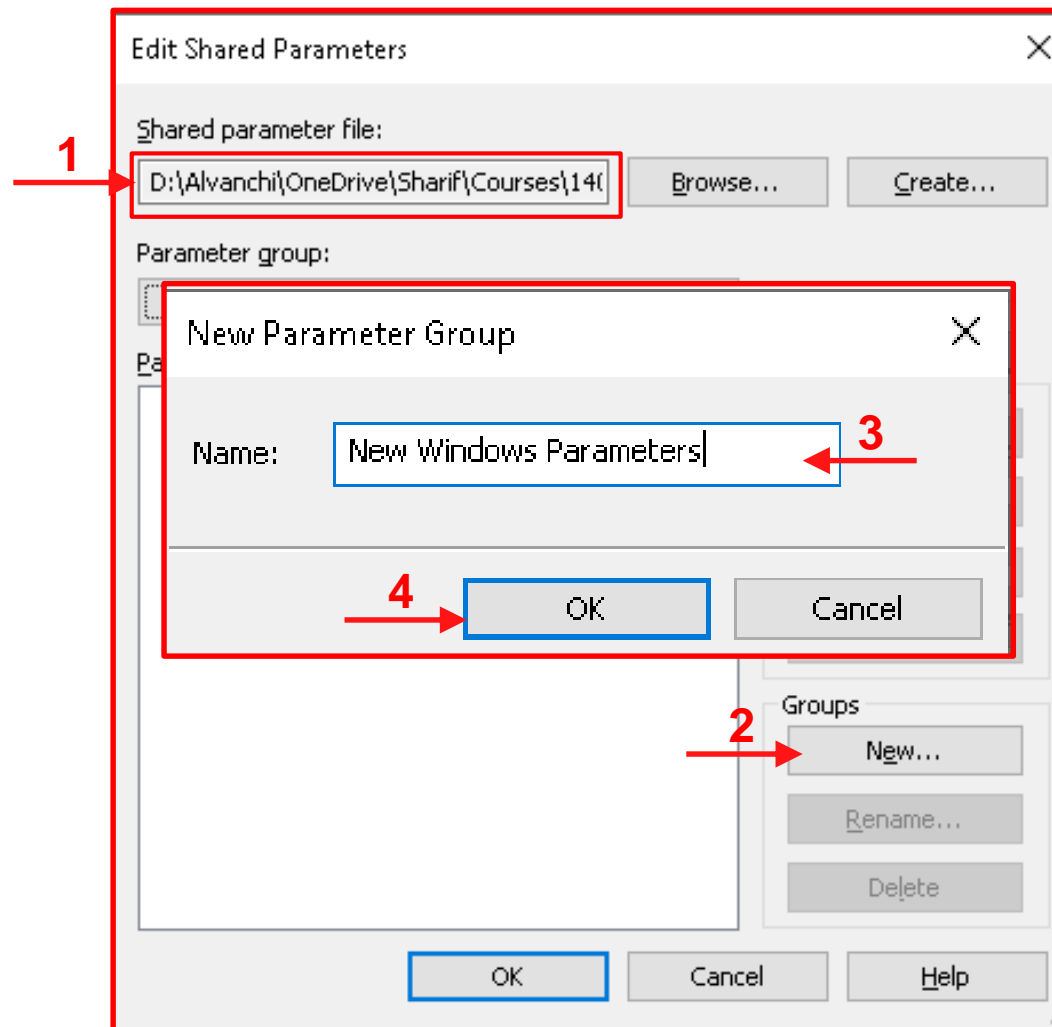 Edit Shared Parameters
Shared parameter file:
1
D:\Alvanchi\OneDrive\Sharif\Courses\14(
Browse...
Create...
Parameter group:
New Parameter Group
Pa
Name:
New Windows Parameters
3
4
OK
Cancel
Groups
2
New...
Rename...
Delete
OK
Cancel
Help